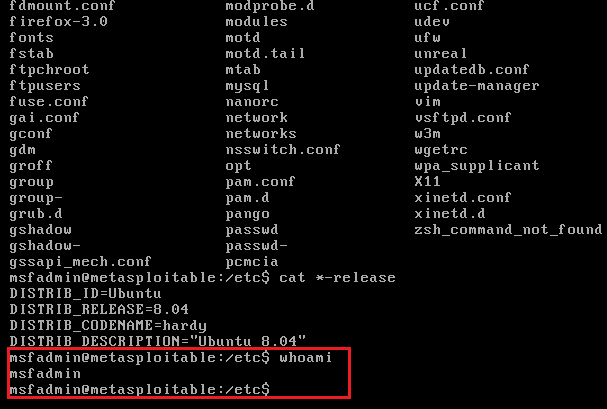 fdmount.conf modprobe.d ucf.conf
firefox-3.0 modules udev
fonts motd ufw
fstab motd.tail unreal
ftpchroot mtab updatedb.conf
ftpusers mysql update-manager
fuse.conf nanorc vim
gai.conf network vsftpd.conf
gconf networks w3m
gdm nsswitch.conf wgetrc
groff opt wpa_supplicant
group pam.conf X11
group- pam.d xinetd.conf
grub.d pango xinetd.d
gshadow passwd zsh_command_not_found
gshadow- passwd-
gssapi_mech.conf pcmcia
msfadmin@metasploitable:/etc$ cat *-release
DISTRIB_ID=Ubuntu
DISTRIB_RELEASE=8.04
DISTRIB_CODENAME=hardy
DISTRIB_DESCRIPTION="Ubuntu 8.04"
msfadmin@metasploitable:/etc$ whoami
msfadmin
msfadmin@metasploitable:/etc$